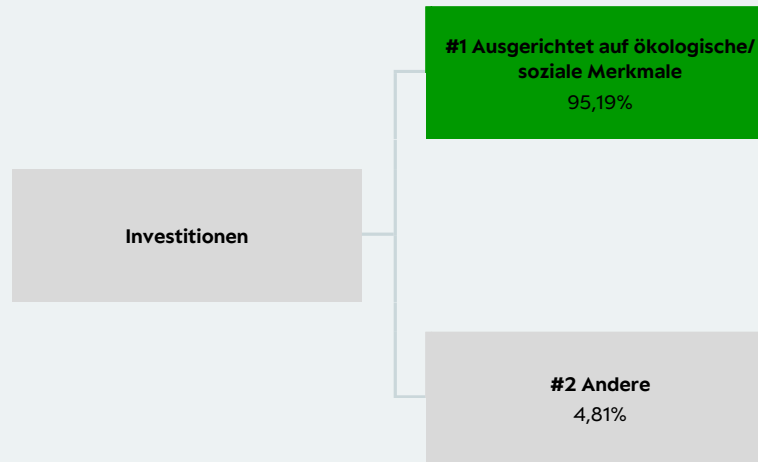 #1 Ausgerichtet auf ökologische/
soziale Merkmale
95,19%
Investitionen
#2 Andere
4,81%